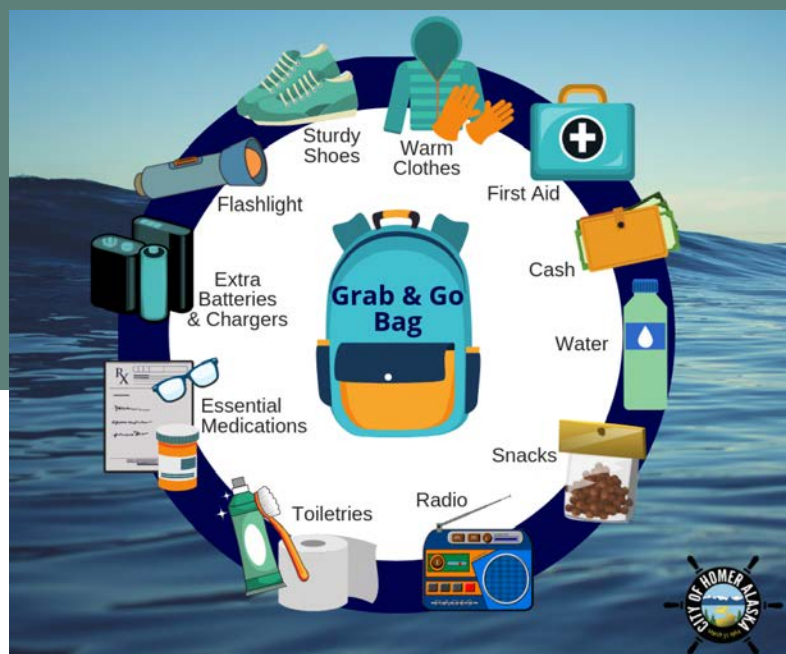 Sturdy
Shoes
Warm
Clothes
First Aid
Flashlight
Cash
Extra
Batteries
& Chargers
Grab & Go
Bag
Water
Rx
Essential
Medications
Snacks
Toiletries
Radio
CITY OF HOMER ALASKA